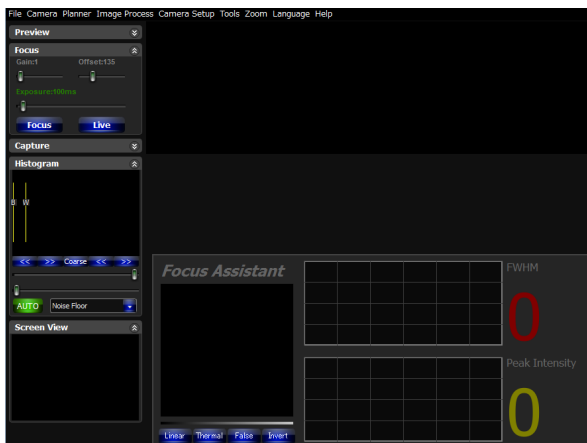 File Camera Planner Image Process Camera Setup Tools Zoom Language Help
Preview
Focus
Gain:1 Offset:135
Exposure:100ms
Focus Live
Capture
Histogram
B W
<< >> Coarse << >>
AUTO Noise Floor
Screen View
Focus Assistant
FWHM
0
Peak Intensity
0
Linear Thermal False Invert